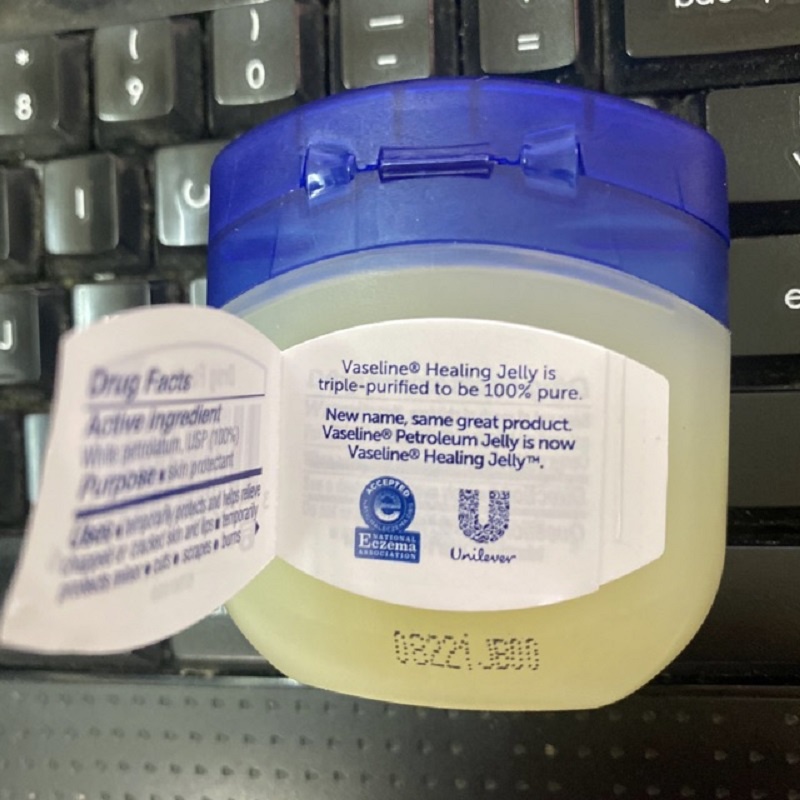 *
8
(
9
)
0
-
=
I
J
Drug Facts
Active ingredient
White petrolatum, USP (100%)
Purpose ▪ skin protectant
Uses ▪ temporarily protects and helps relieve
chapped or cracked skin and lips ▪ temporarily
protects minor ▪ cuts ▪ scrapes ▪ burns
Vaseline® Healing Jelly is
triple-purified to be 100% pure.
New name, same great product.
Vaseline® Petroleum Jelly is now
Vaseline® Healing Jelly™.
ACCEPTED
e
NATIONAL
Eczema
ASSOCIATION
U
Unilever
08221JB00